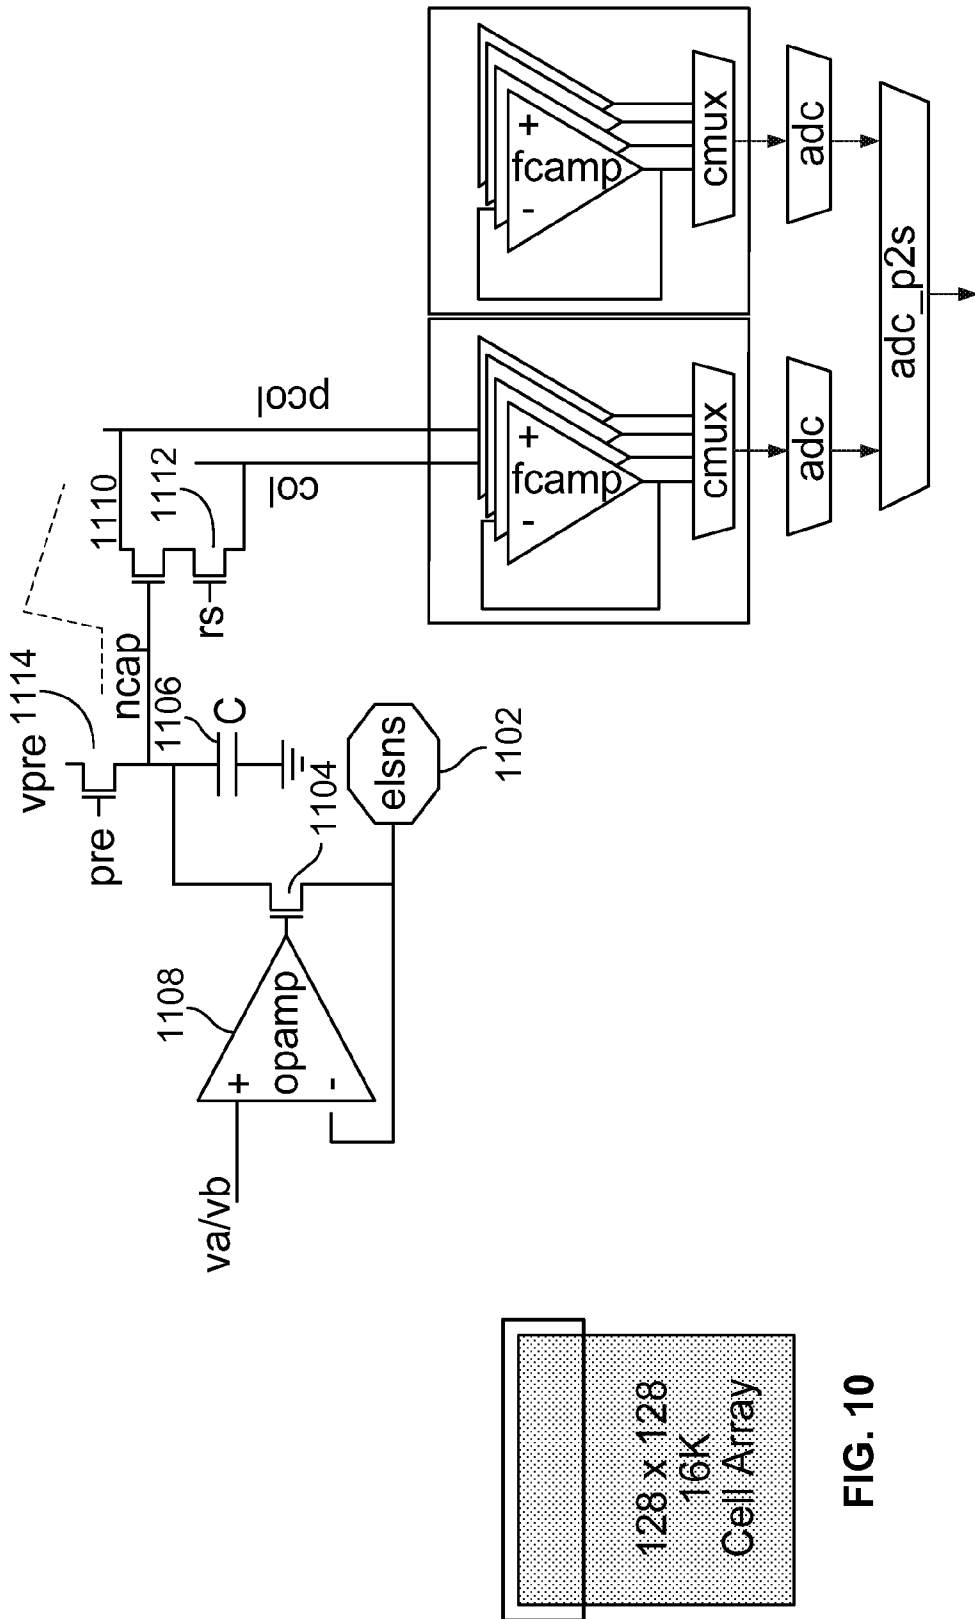 vpre
1114
pre
ncap
1110
1112
rs
1106
C
1104
elsns
1102
1108
+
opamp
-
va/vb
pcol
col
+
fcamp
-
cmux
adc
+
fcamp
-
cmux
adc
adc_p2s
128 x 128
16K
Cell Array
FIG. 10